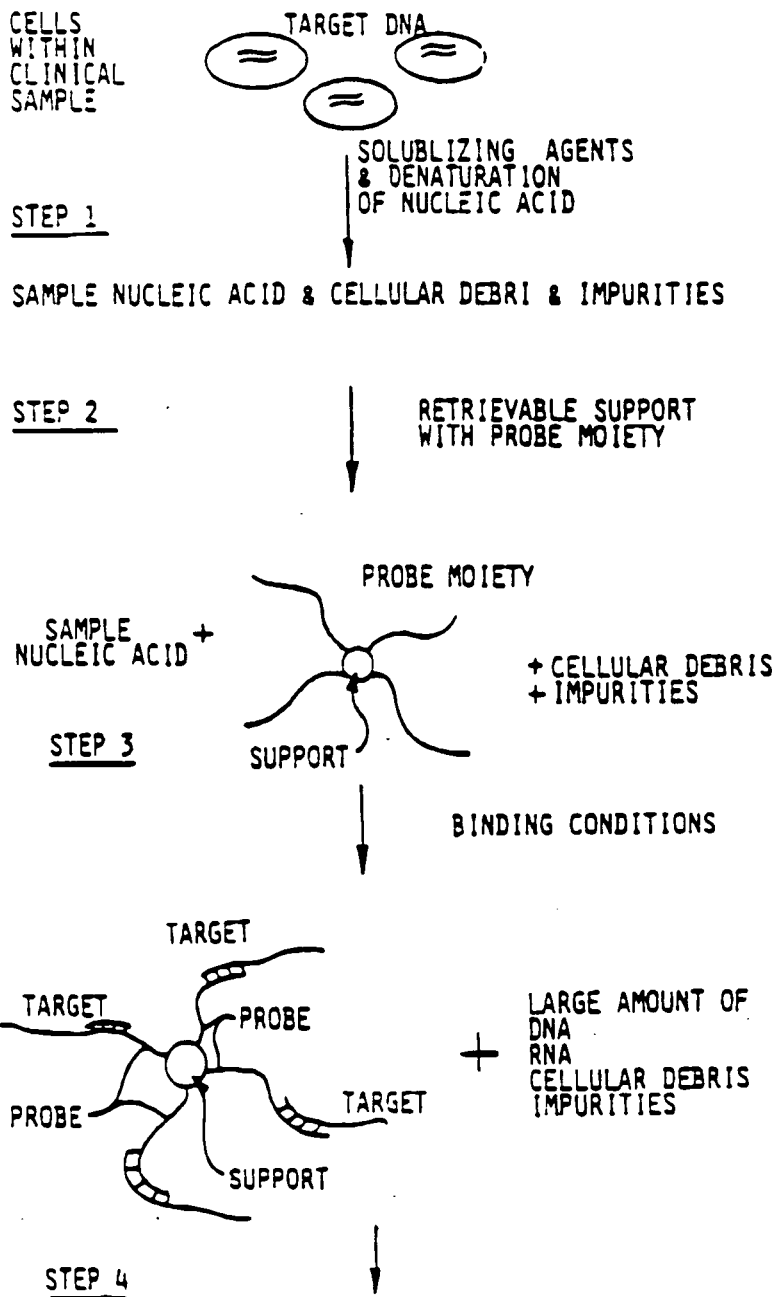 CELLS
WITHIN
CLINICAL
SAMPLE
TARGET DNA
SOLUBLIZING AGENTS
& DENATURATION
OF NUCLEIC ACID
STEP 1
SAMPLE NUCLEIC ACID & CELLULAR DEBRI & IMPURITIES
STEP 2
RETRIEVABLE SUPPORT
WITH PROBE MOIETY
PROBE MOIETY
SAMPLE +
NUCLEIC ACID
+ CELLULAR DEBRIS
+ IMPURITIES
STEP 3
SUPPORT
BINDING CONDITIONS
TARGET
TARGET
PROBE
+
LARGE AMOUNT OF
DNA
RNA
CELLULAR DEBRIS
IMPURITIES
PROBE
TARGET
SUPPORT
STEP 4